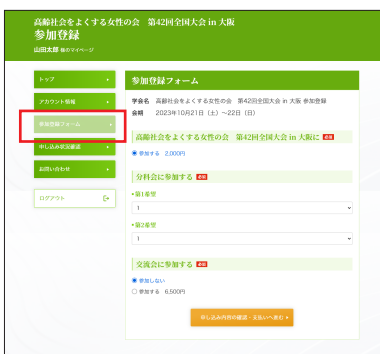 高齢社会をよくする女性の会　第42回全国大会 in 大阪
参加登録
山田太郎 様のマイページ
トップ
アカウント情報
参加登録フォーム
申し込み状況確認
お問い合わせ
ログアウト
参加登録フォーム
学会名　高齢社会をよくする女性の会　第42回全国大会 in 大阪 参加登録
会期　2023年10月21日（土）～22日（日）
高齢社会をよくする女性の会　第42回全国大会 in 大阪に 必須
参加する　2,000円
分科会に参加する 必須
•第1希望
1
•第2希望
1
交流会に参加する 必須
参加しない
参加する　6,500円
申し込み内容の確認・支払いへ進む